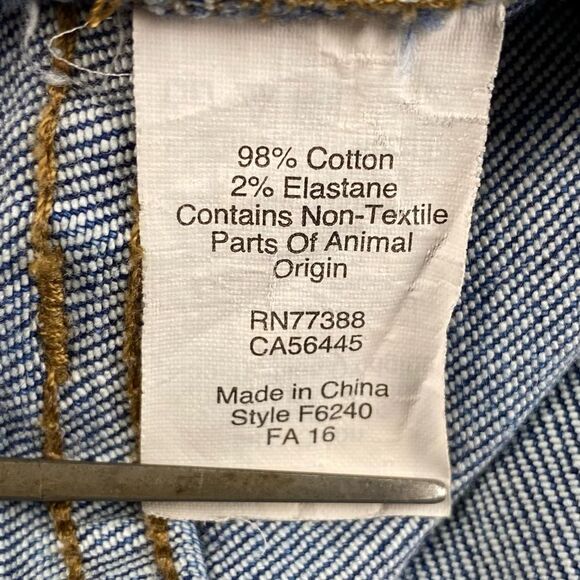 98% Cotton
2% Elastane
Contains Non-Textile
Parts Of Animal
Origin
RN77388
CA56445
Made in China
Style F6240
FA 16